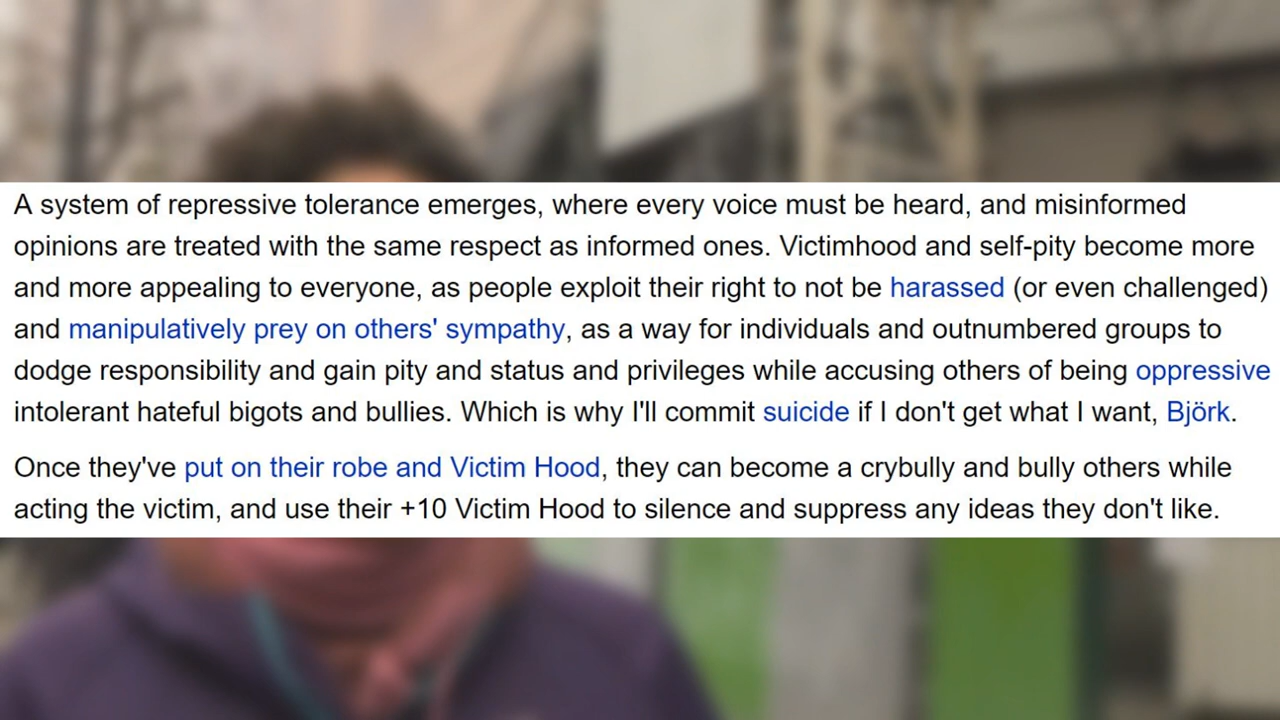 A system of repressive tolerance emerges, where every voice must be heard, and misinformed
opinions are treated with the same respect as informed ones. Victimhood and self-pity become more
and more appealing to everyone, as people exploit their right to not be harassed (or even challenged)
and manipulatively prey on others' sympathy, as a way for individuals and outnumbered groups to
dodge responsibility and gain pity and status and privileges while accusing others of being oppressive
intolerant hateful bigots and bullies. Which is why I'll commit suicide if I don't get what I want, Björk.
Once they've put on their robe and Victim Hood, they can become a crybully and bully others while
acting the victim, and use their +10 Victim Hood to silence and suppress any ideas they don't like.